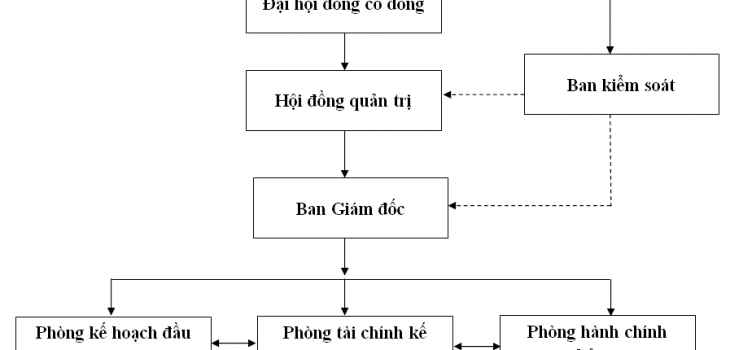 Đại hội đồng cổ đông
Ban kiểm soát
Hội đồng quản trị
Ban Giám đốc
Phòng kế hoạch đầu
Phòng tài chính kế
Phòng hành chính